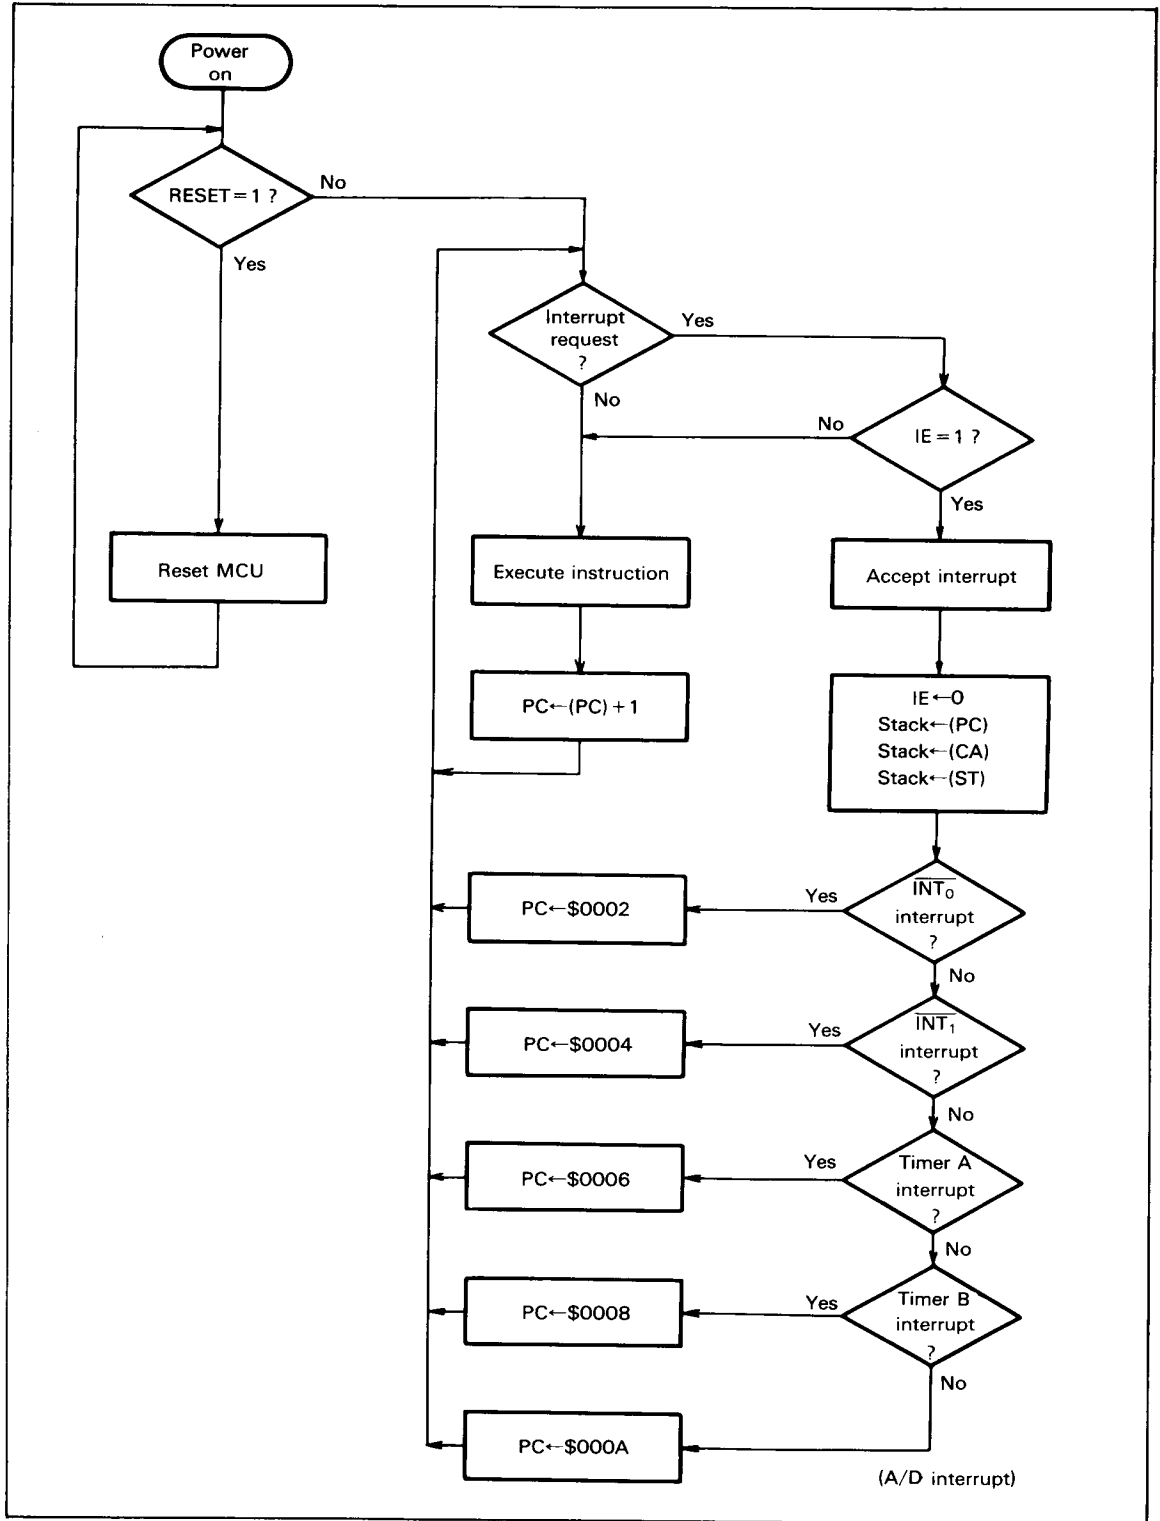 Power
on
RESET=1 ?
No
Yes
Interrupt
request
?
Yes
No
IE=1 ?
No
Yes
Reset MCU
Execute instruction
Accept interrupt
PC←(PC)+1
IE←0
Stack←(PC)
Stack←(CA)
Stack←(ST)
PC←$0002
Yes
INT0
interrupt
?
No
PC←$0004
Yes
INT1
interrupt
?
No
PC←$0006
Yes
Timer A
interrupt
?
No
PC←$0008
Yes
Timer B
interrupt
?
No
PC←$000A
(A/D interrupt)